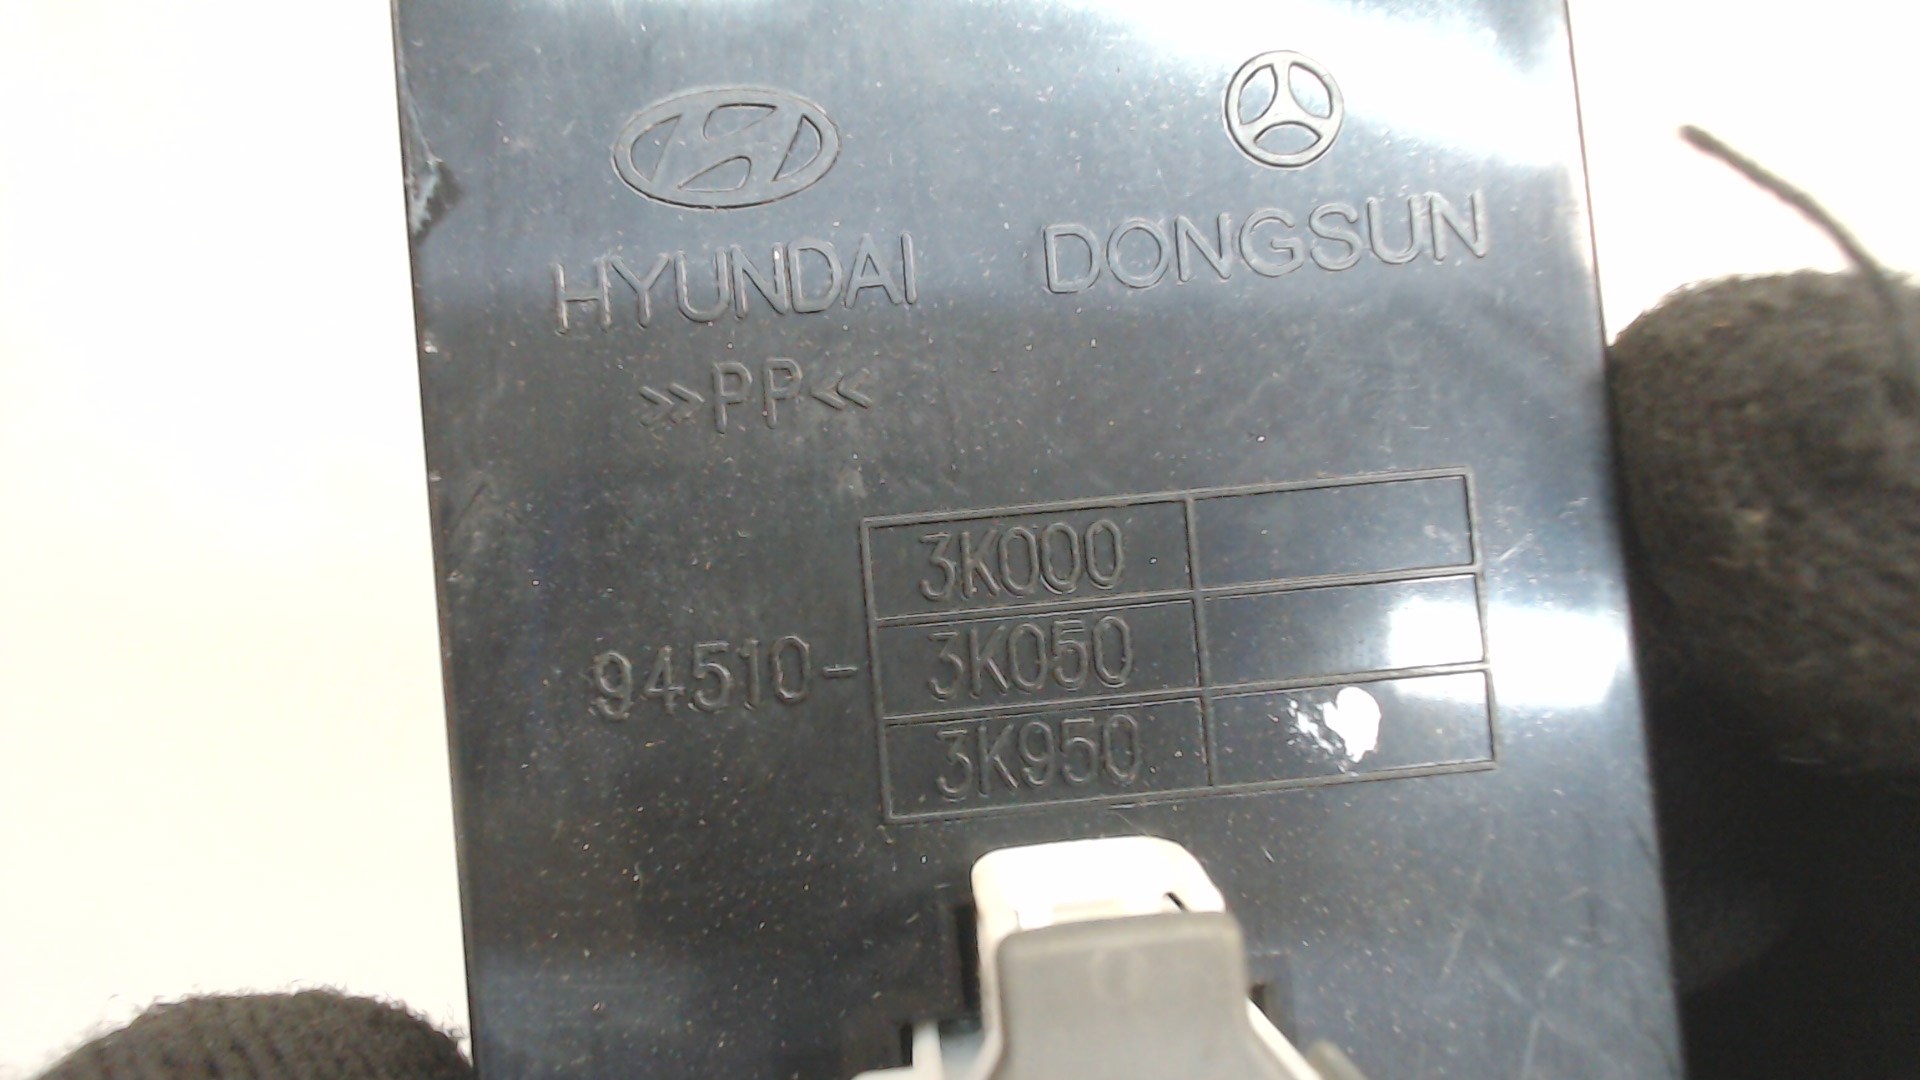 HYUNDAI DONGSUN
>>PP<<
3K000
94510- 3K050
3K950